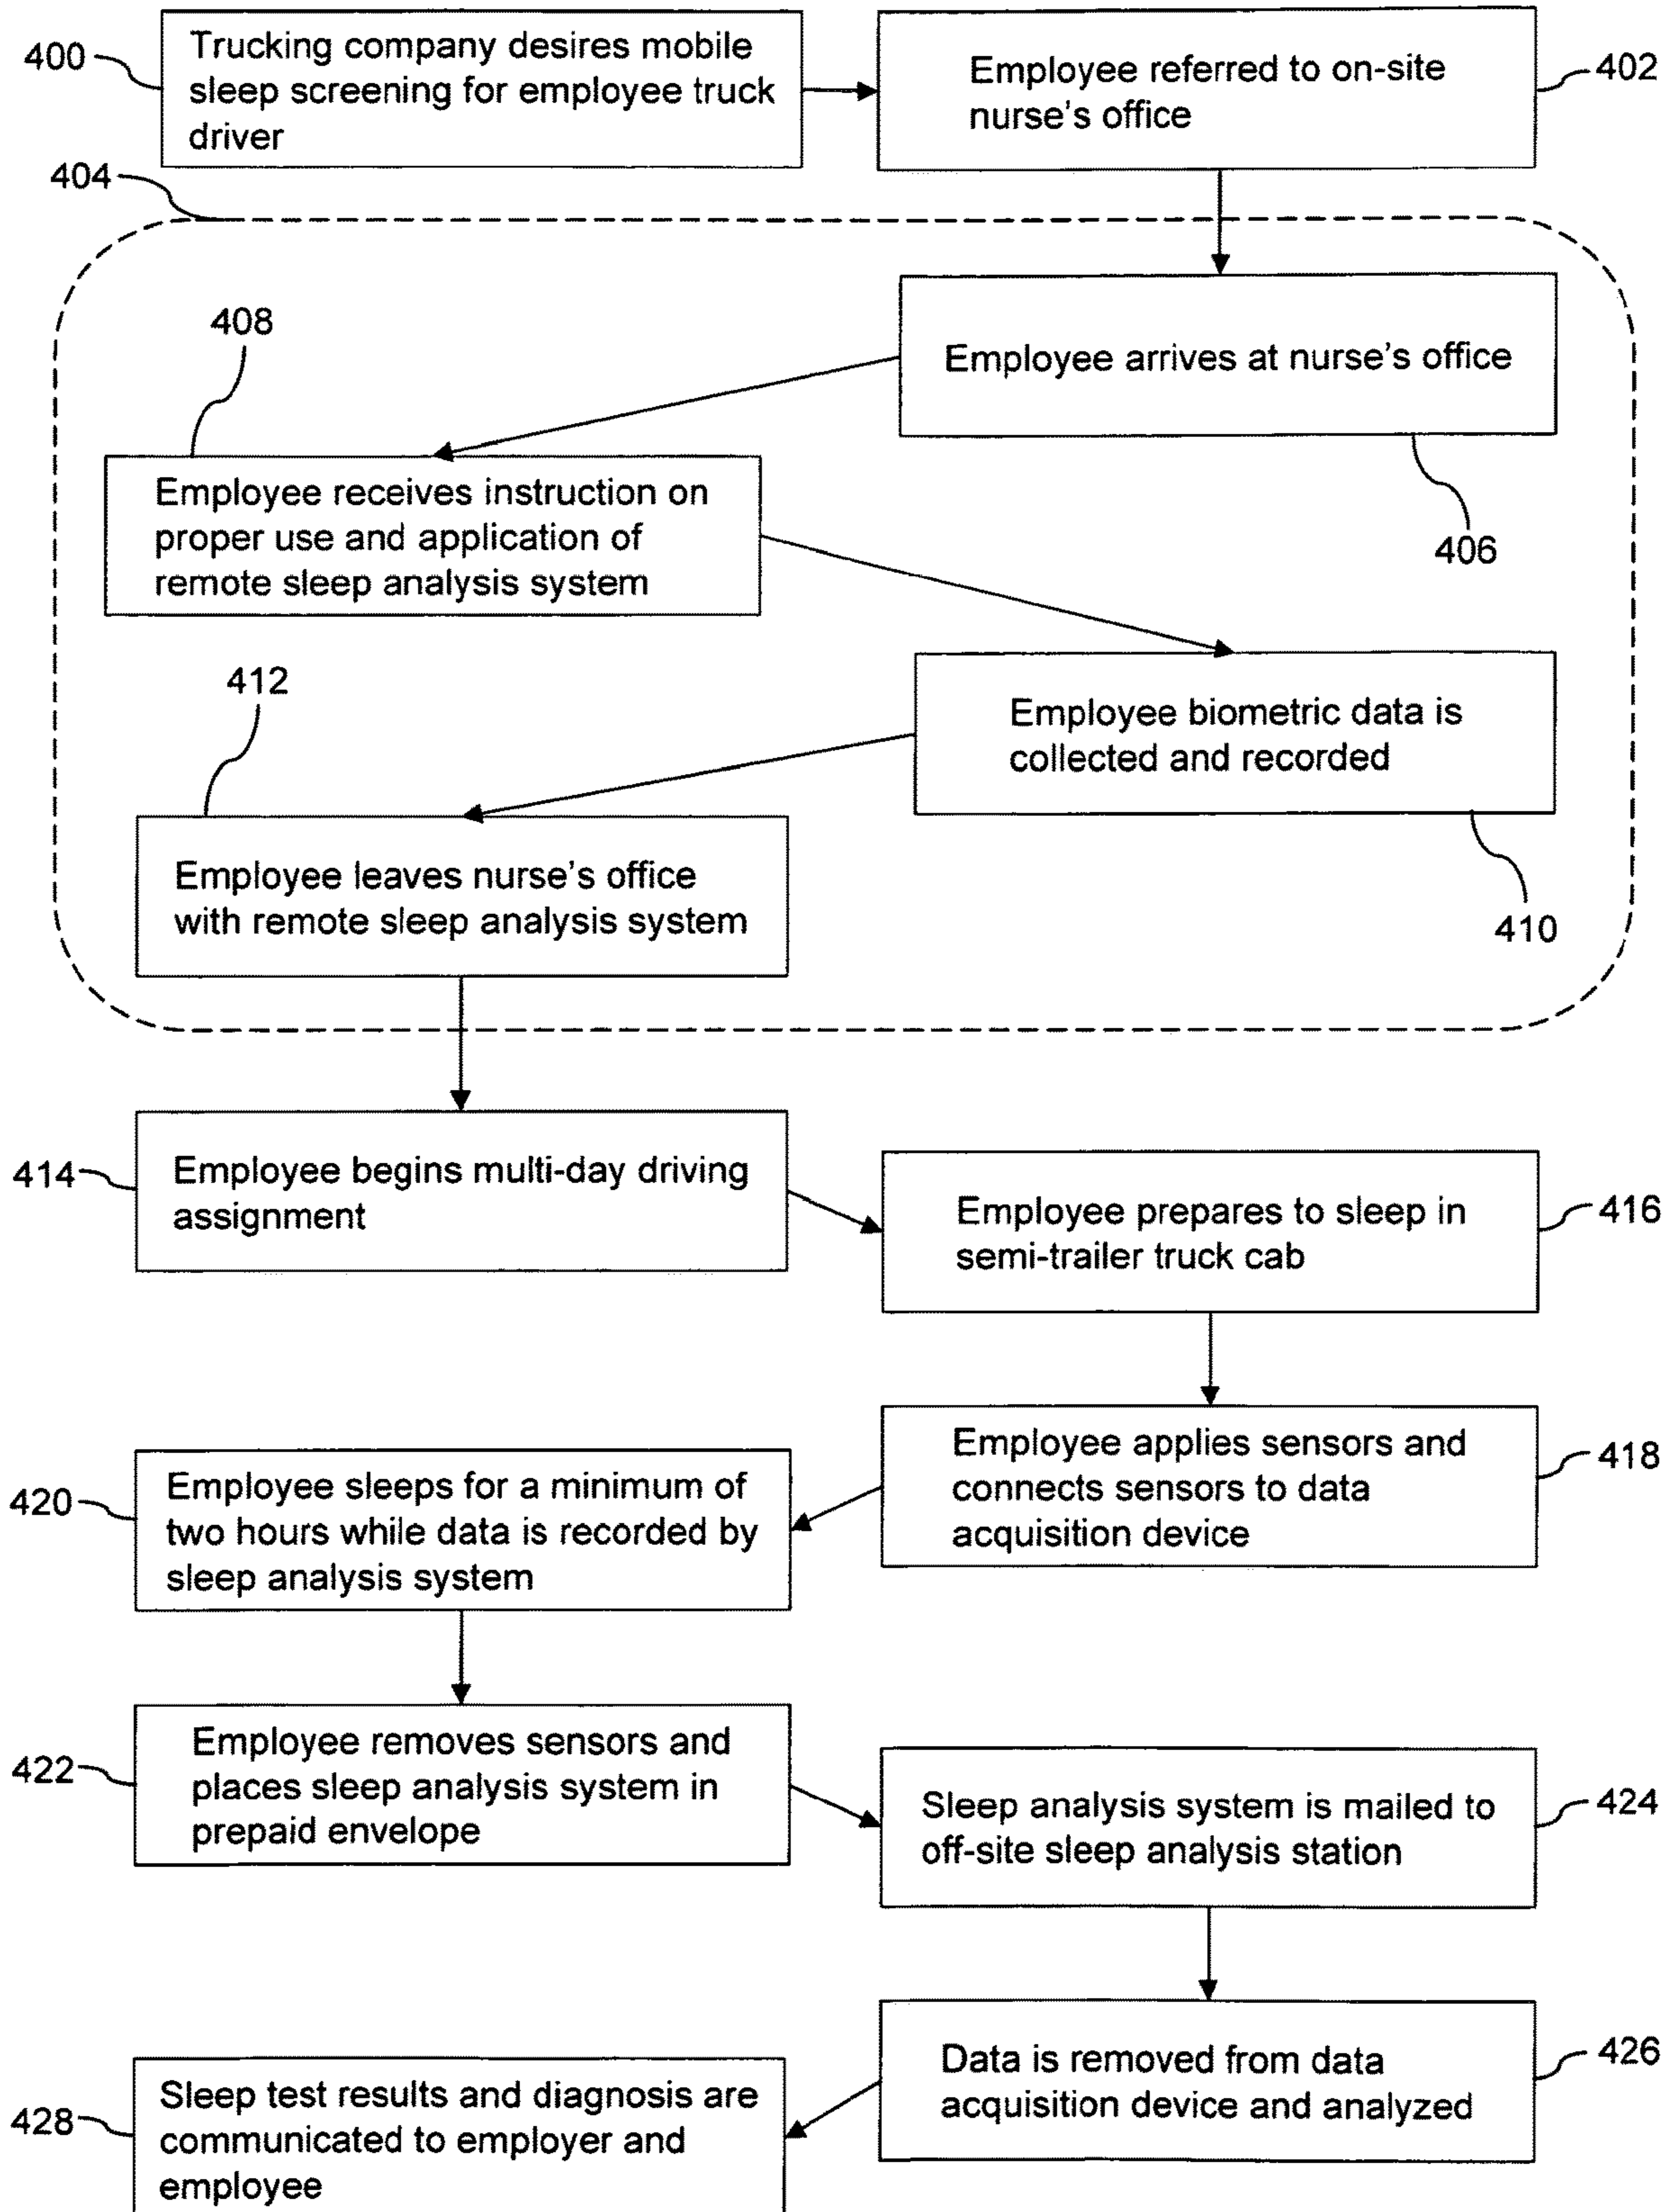 400
Trucking company desires mobile
sleep screening for employee truck
driver
Employee referred to on-site
nurse's office
402
404
Employee arrives at nurse's office
406
408
Employee receives instruction on
proper use and application of
remote sleep analysis system
Employee biometric data is
collected and recorded
410
412
Employee leaves nurse's office
with remote sleep analysis system
414
Employee begins multi-day driving
assignment
Employee prepares to sleep in
semi-trailer truck cab
416
Employee applies sensors and
connects sensors to data
acquisition device
418
420
Employee sleeps for a minimum of
two hours while data is recorded by
sleep analysis system
422
Employee removes sensors and
places sleep analysis system in
prepaid envelope
Sleep analysis system is mailed to
off-site sleep analysis station
424
Data is removed from data
acquisition device and analyzed
426
428
Sleep test results and diagnosis are
communicated to employer and
employee